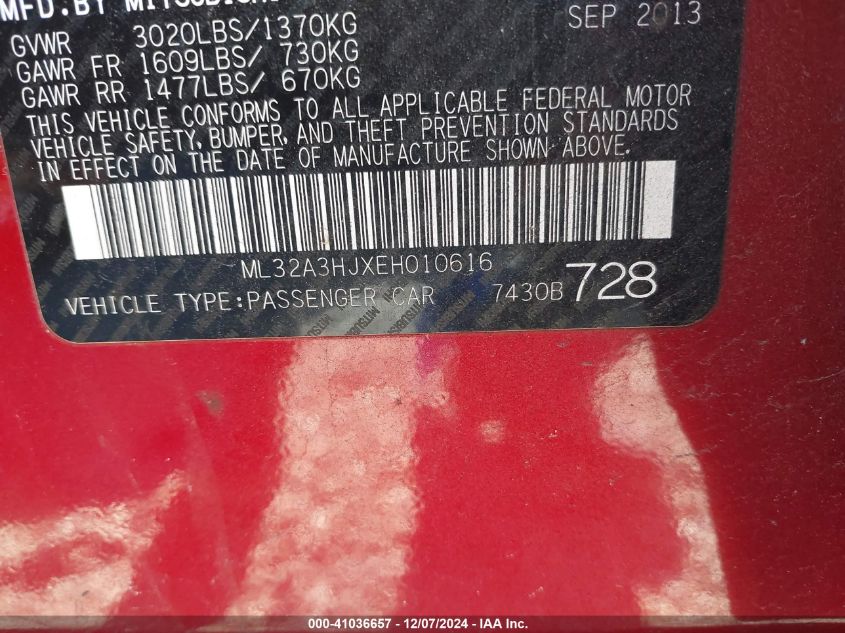 MFD. BY
SEP 2013
GVWR 3020LBS/1370KG
GAWR FR 1609LBS/ 730KG
GAWR RR 1477LBS/ 670KG
THIS VEHICLE CONFORMS TO ALL APPLICABLE FEDERAL MOTOR
VEHICLE SAFETY, BUMPER, AND THEFT PREVENTION STANDARDS
IN EFFECT ON THE DATE OF MANUFACTURE SHOWN ABOVE.
ML32A3HJXEH010616
VEHICLE TYPE:PASSENGER CAR 7430B 728
000-41036657 - 12/07/2024 - IAA Inc.